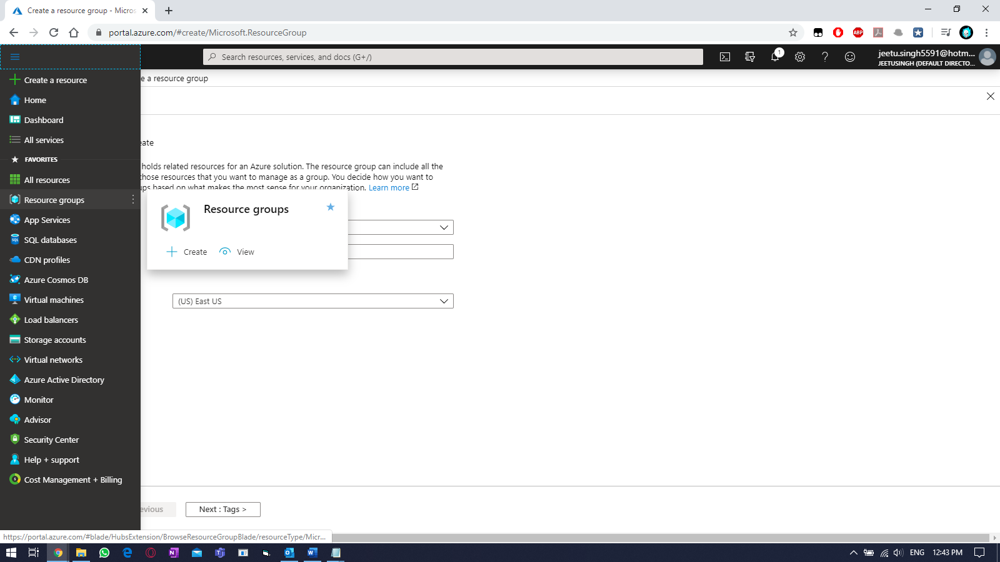 Create a resource group - Micros
portal.azure.com/#create/Microsoft.ResourceGroup
ABP
Search resources, services, and docs (G+/)
1
jeetu.singh5591@hotm...
JEETUSINGH (DEFAULT DIRECTO...
Create a resource
e a resource group
Home
Dashboard
All services
eate
FAVORITES
holds related resources for an Azure solution. The resource group can include all the
those resources that you want to manage as a group. You decide how you want to
ups based on what makes the most sense for your organization. Learn more
All resources
Resource groups
App Services
SQL databases
CDN profiles
Azure Cosmos DB
Virtual machines
Load balancers
Storage accounts
Virtual networks
Azure Active Directory
Monitor
Advisor
Security Center
Help + support
Cost Management + Billing
Resource groups
Create
View
(US) East US
evious
Next : Tags >
https://portal.azure.com/#blade/HubsExtension/BrowseResourceGroupBlade/resourceType/Micr...
ENG
12:43 PM